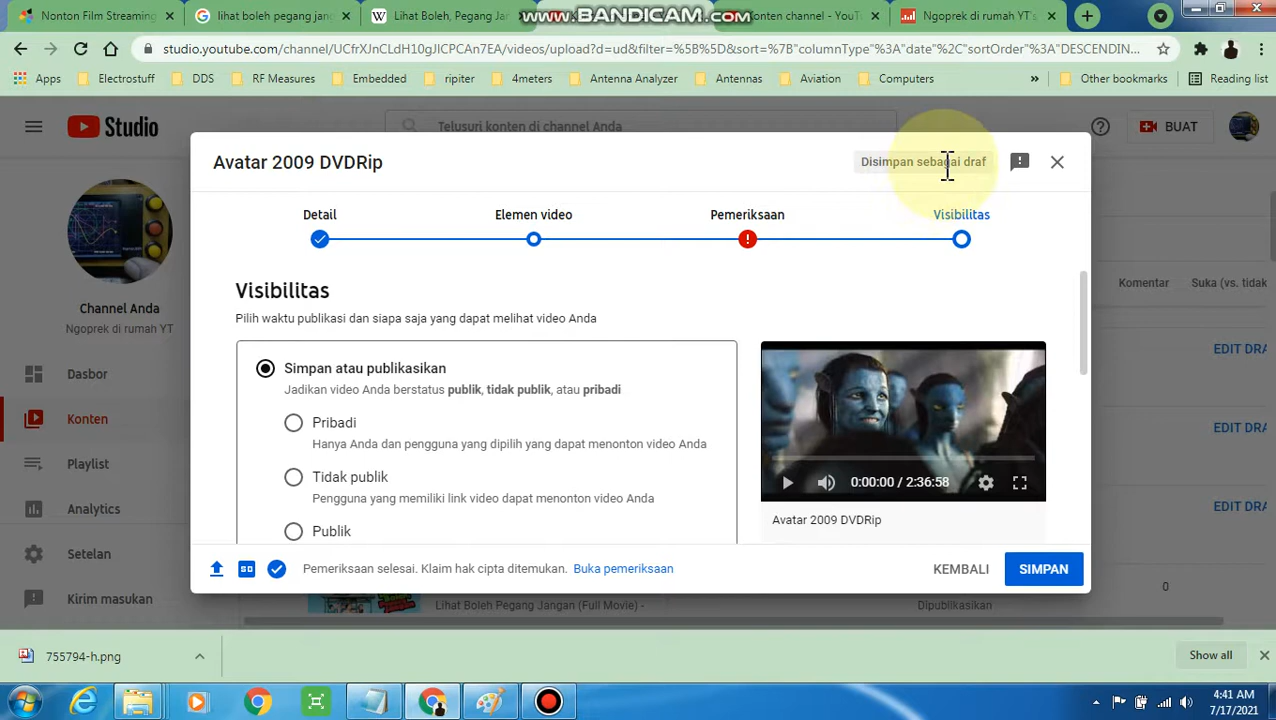 Nonton Film Streaming
lihat boleh pegang jan
Lihat Boleh, Pegang Jangan
www.BANDICAM.com
Konten channel - YouT
Ngoprek di rumah YT's
studio.youtube.com/channel/UCfrXJnCLdH10gJICPCAn7EA/videos/upload?d=ud&filter=%5B%5D&sort=%7B"columnType"%3A"date"%2C"sortOrder"%3A"DESCENDIN...
Apps
Electrostuff
DDS
RF Measures
Embedded
ripiter
4meters
Antenna Analyzer
Antennas
Aviation
Computers
»
Other bookmarks
Reading list
Studio
Telusuri konten di channel Anda
BUAT
Avatar 2009 DVDRip
Disimpan sebagai draf
Detail
Elemen video
Pemeriksaan
Visibilitas
Channel Anda
Ngoprek di rumah YT
Dasbor
Konten
Playlist
Analytics
Setelan
Kirim masukan
Visibilitas
Pilih waktu publikasi dan siapa saja yang dapat melihat video Anda
Simpan atau publikasikan
Jadikan video Anda berstatus publik, tidak publik, atau pribadi
Pribadi
Hanya Anda dan pengguna yang dipilih yang dapat menonton video Anda
Tidak publik
Pengguna yang memiliki link video dapat menonton video Anda
Publik
0:00:00 / 2:36:58
Avatar 2009 DVDRip
Komentar
Suka (vs. tidak
EDIT DRA
EDIT DRA
EDIT DRA
SD
Pemeriksaan selesai. Klaim hak cipta ditemukan. Buka pemeriksaan
KEMBALI
SIMPAN
Lihat Boleh Pegang Jangan (Full Movie) -
Dipublikasikan
0
755794-h.png
Show all
4:41 AM
7/17/2021